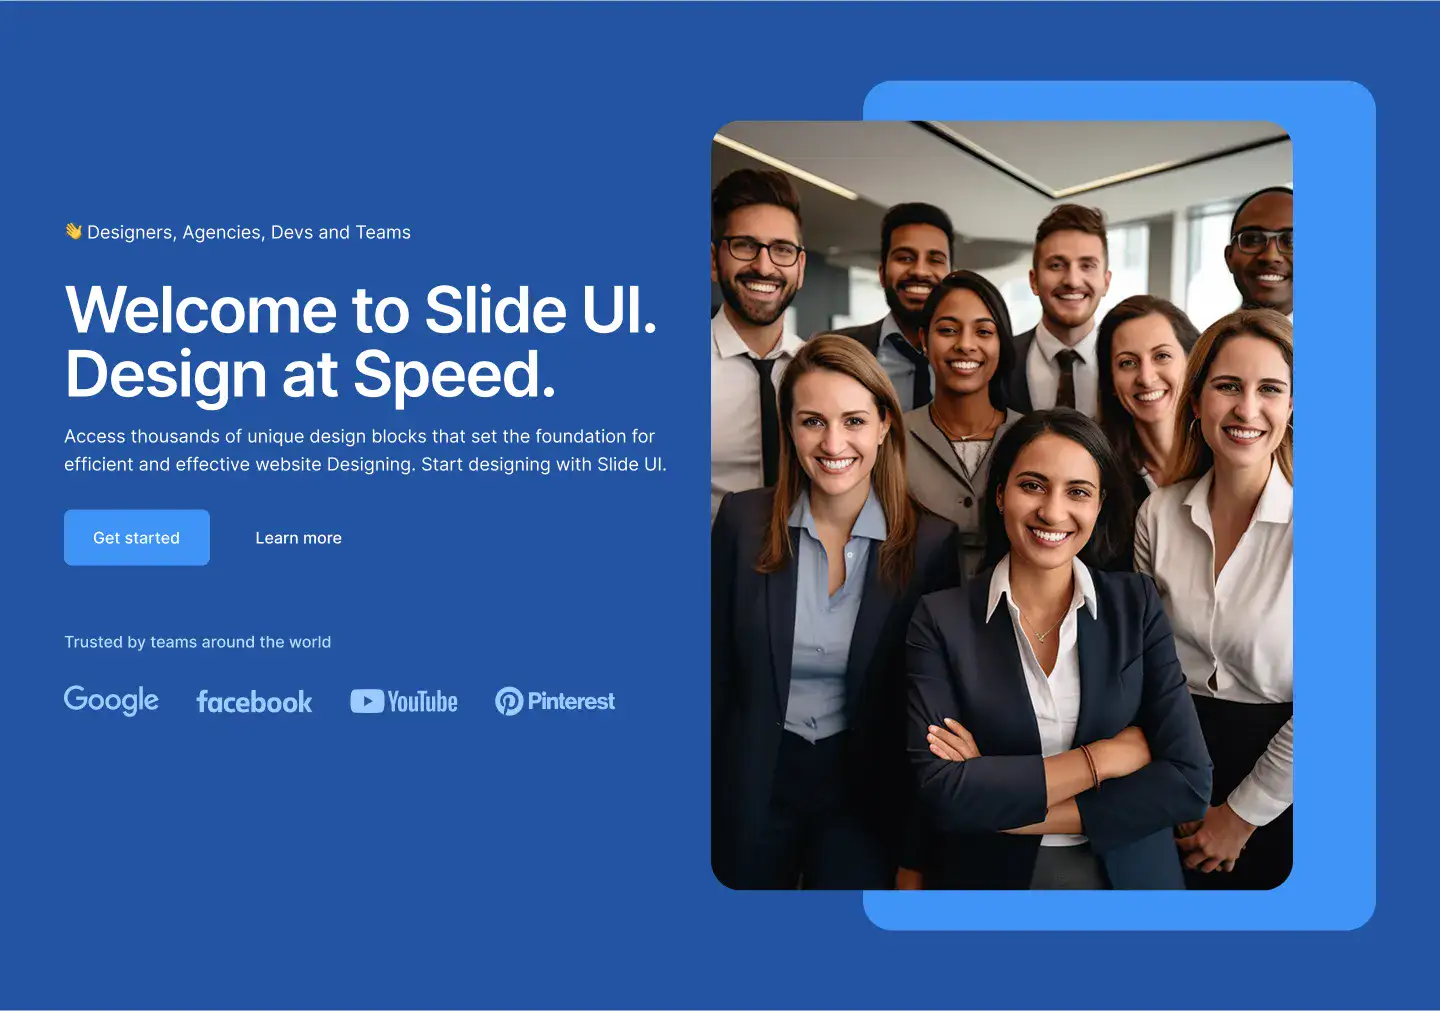 👋 Designers, Agencies, Devs and Teams
Welcome to Slide UI.
Design at Speed.
Access thousands of unique design blocks that set the foundation for
efficient and effective website Designing. Start designing with Slide UI.
Get started
Learn more
Trusted by teams around the world
Google facebook YouTube Pinterest